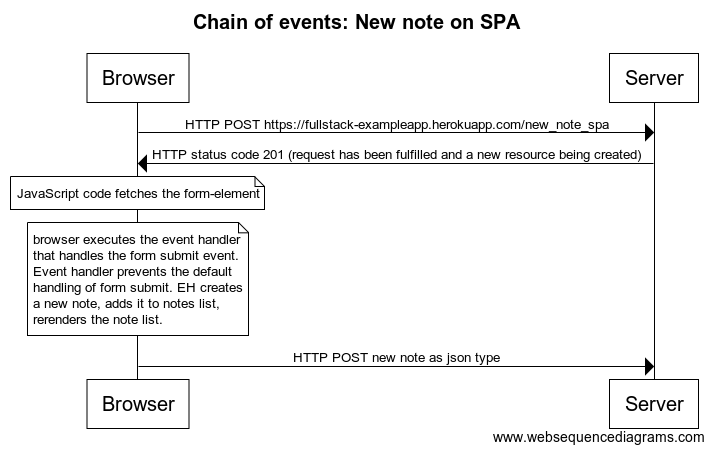 Chain of events: New note on SPA
Browser
Server
HTTP POST https://fullstack-exampleapp.herokuapp.com/new_note_spa
HTTP status code 201 (request has been fulfilled and a new resource being created)
JavaScript code fetches the form-element
browser executes the event handler
that handles the form submit event.
Event handler prevents the default
handling of form submit. EH creates
a new note, adds it to notes list,
rerenders the note list.
HTTP POST new note as json type
Browser
Server
www.websequencediagrams.com